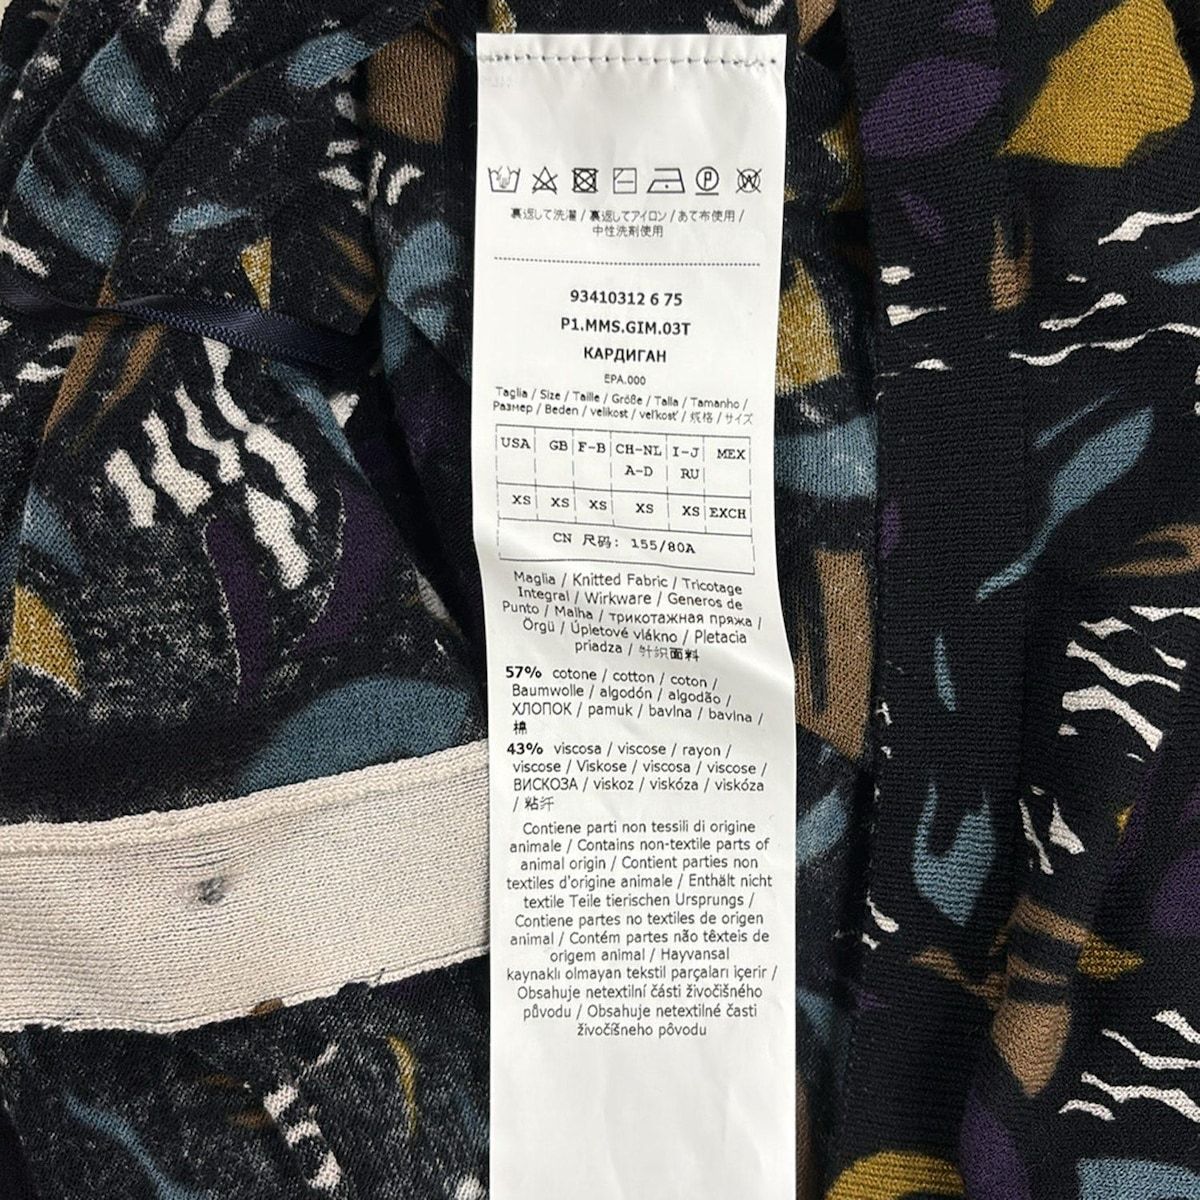 P
W
裏返して洗濯 / 裏返してアイロン / あて布使用 /
中性洗剤使用
93410312 6 75
P1.MMS.GIM.03T
КАРДИГАН
EPA.000
Taglia / Size / Taille / Größe / Talla / Tamanho /
Размер / Beden / velikost / veľkosť / 规格 / サイズ
USA GB F-B CH-NL I-J MEX
A-D RU
XS XS XS XS XS EXCH
CN 尺码: 155/80A
Maglia / Knitted Fabric / Tricotage
Integral / Wirkware / Generos de
Punto / Malha / трикотажная пряжа /
Örgü / Úpletové vlákno / Pletacia
priadza / 针织面料
57% cotone / cotton / coton /
Baumwolle / algodón / algodão /
ХЛОПОК / pamuk / bavlna / bavlna /
棉
43% viscosa / viscose / rayon /
viscose / Viskose / viscosa / viscose /
ВИСКОЗА / viskoz / viskóza / viskóza
/ 粘纤
Contiene parti non tessili di origine
animale / Contains non-textile parts of
animal origin / Contient parties non
textiles d'origine animale / Enthält nicht
textile Teile tierischen Ursprungs /
Contiene partes no textiles de origen
animal / Contém partes não têxteis de
origem animal / Hayvansal
kaynaklı olmayan tekstil parçaları içerir /
Obsahuje netextilní části živočišného
původu / Obsahuje netextilné časti
živočíšneho pôvodu